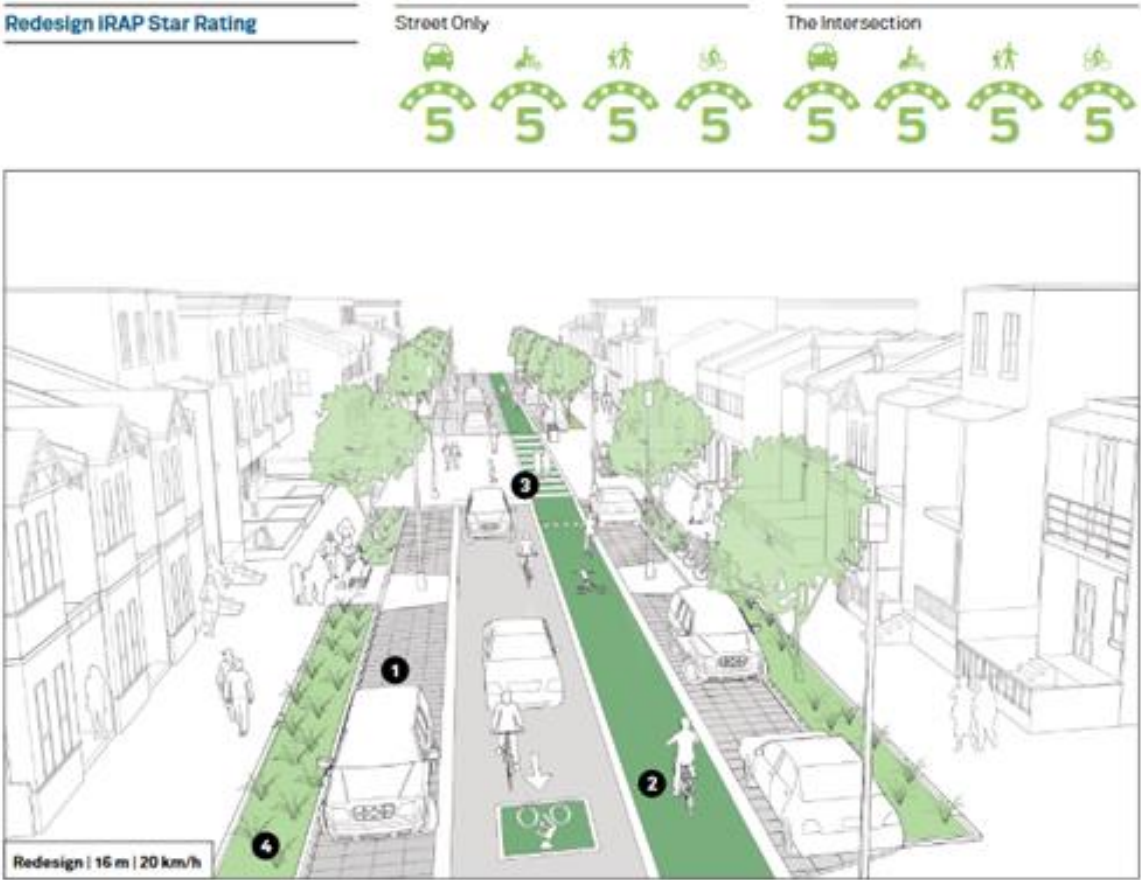 Redesign iRAP Star Rating
Street Only
The Intersection
5 5 5 5
5 5 5 5
3
1
2
4
Redesign | 16 m | 20 km/h